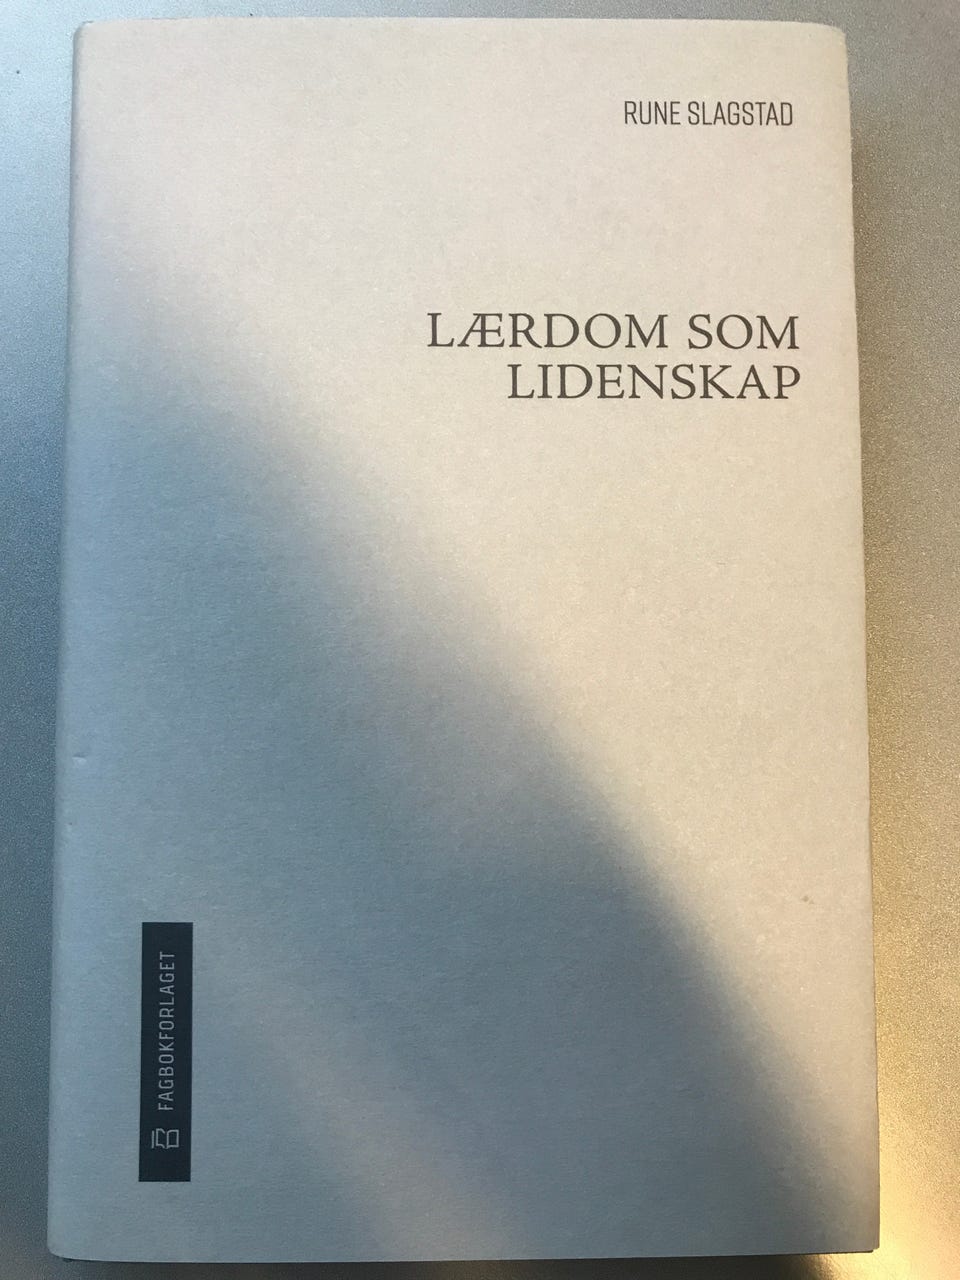 RUNE SLAGSTAD
LÆRDOM SOM
LIDENSKAP
FAGBOKFORLAGET